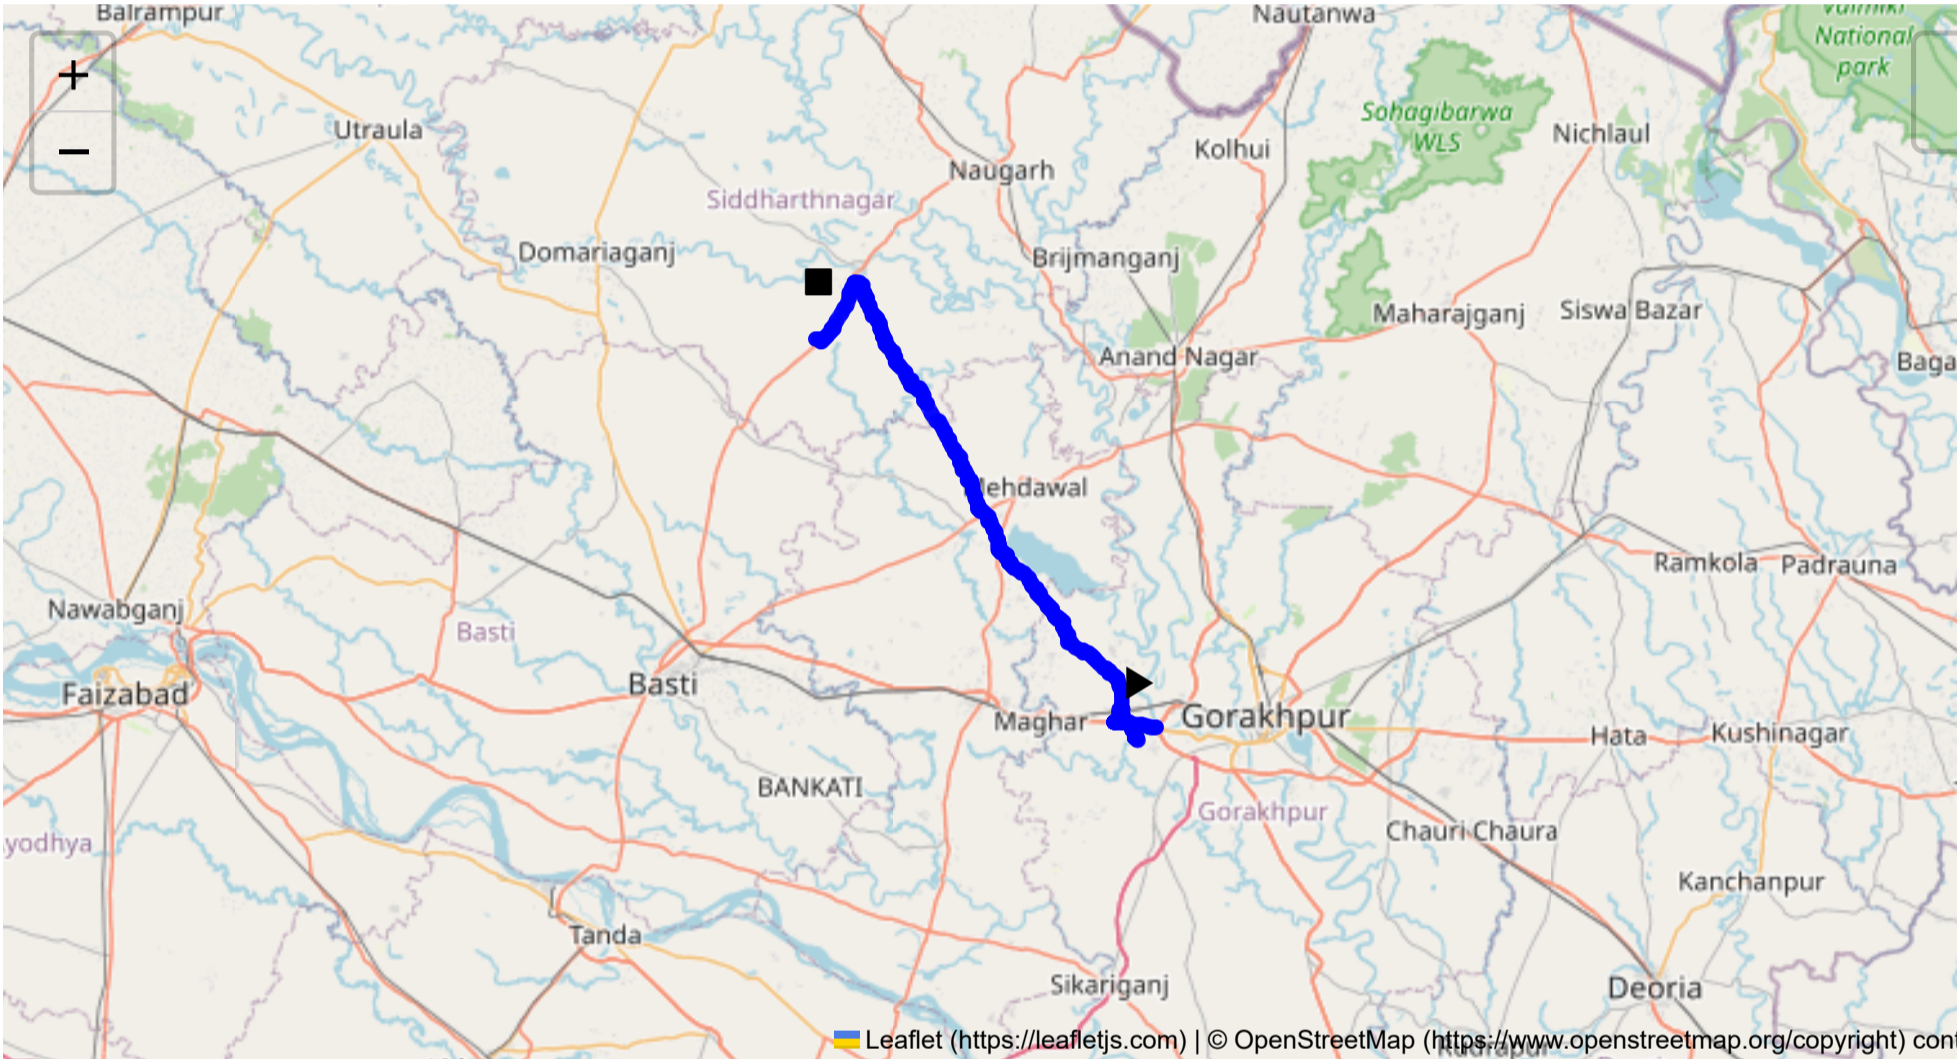 Balrampur
Nautanwa
Valmiki
National
park
+
Utraula
Sohagibarwa
WLS
Nichlaul
Kolhui
−
Naugarh
Siddharthnagar
Domariaganj
Brijmanganj
Maharajganj
Siswa Bazar
Anand Nagar
Baga
Mehdawal
Ramkola
Padrauna
Nawabganj
Basti
Faizabad
Basti
Maghar
Gorakhpur
Hata
Kushinagar
BANKATI
Gorakhpur
Chauri Chaura
yodhya
Kanchanpur
Tanda
Sikariganj
Deoria
Leaflet (https://leafletjs.com) | © OpenStreetMap (https://www.openstreetmap.org/copyright) con
Rudrapur